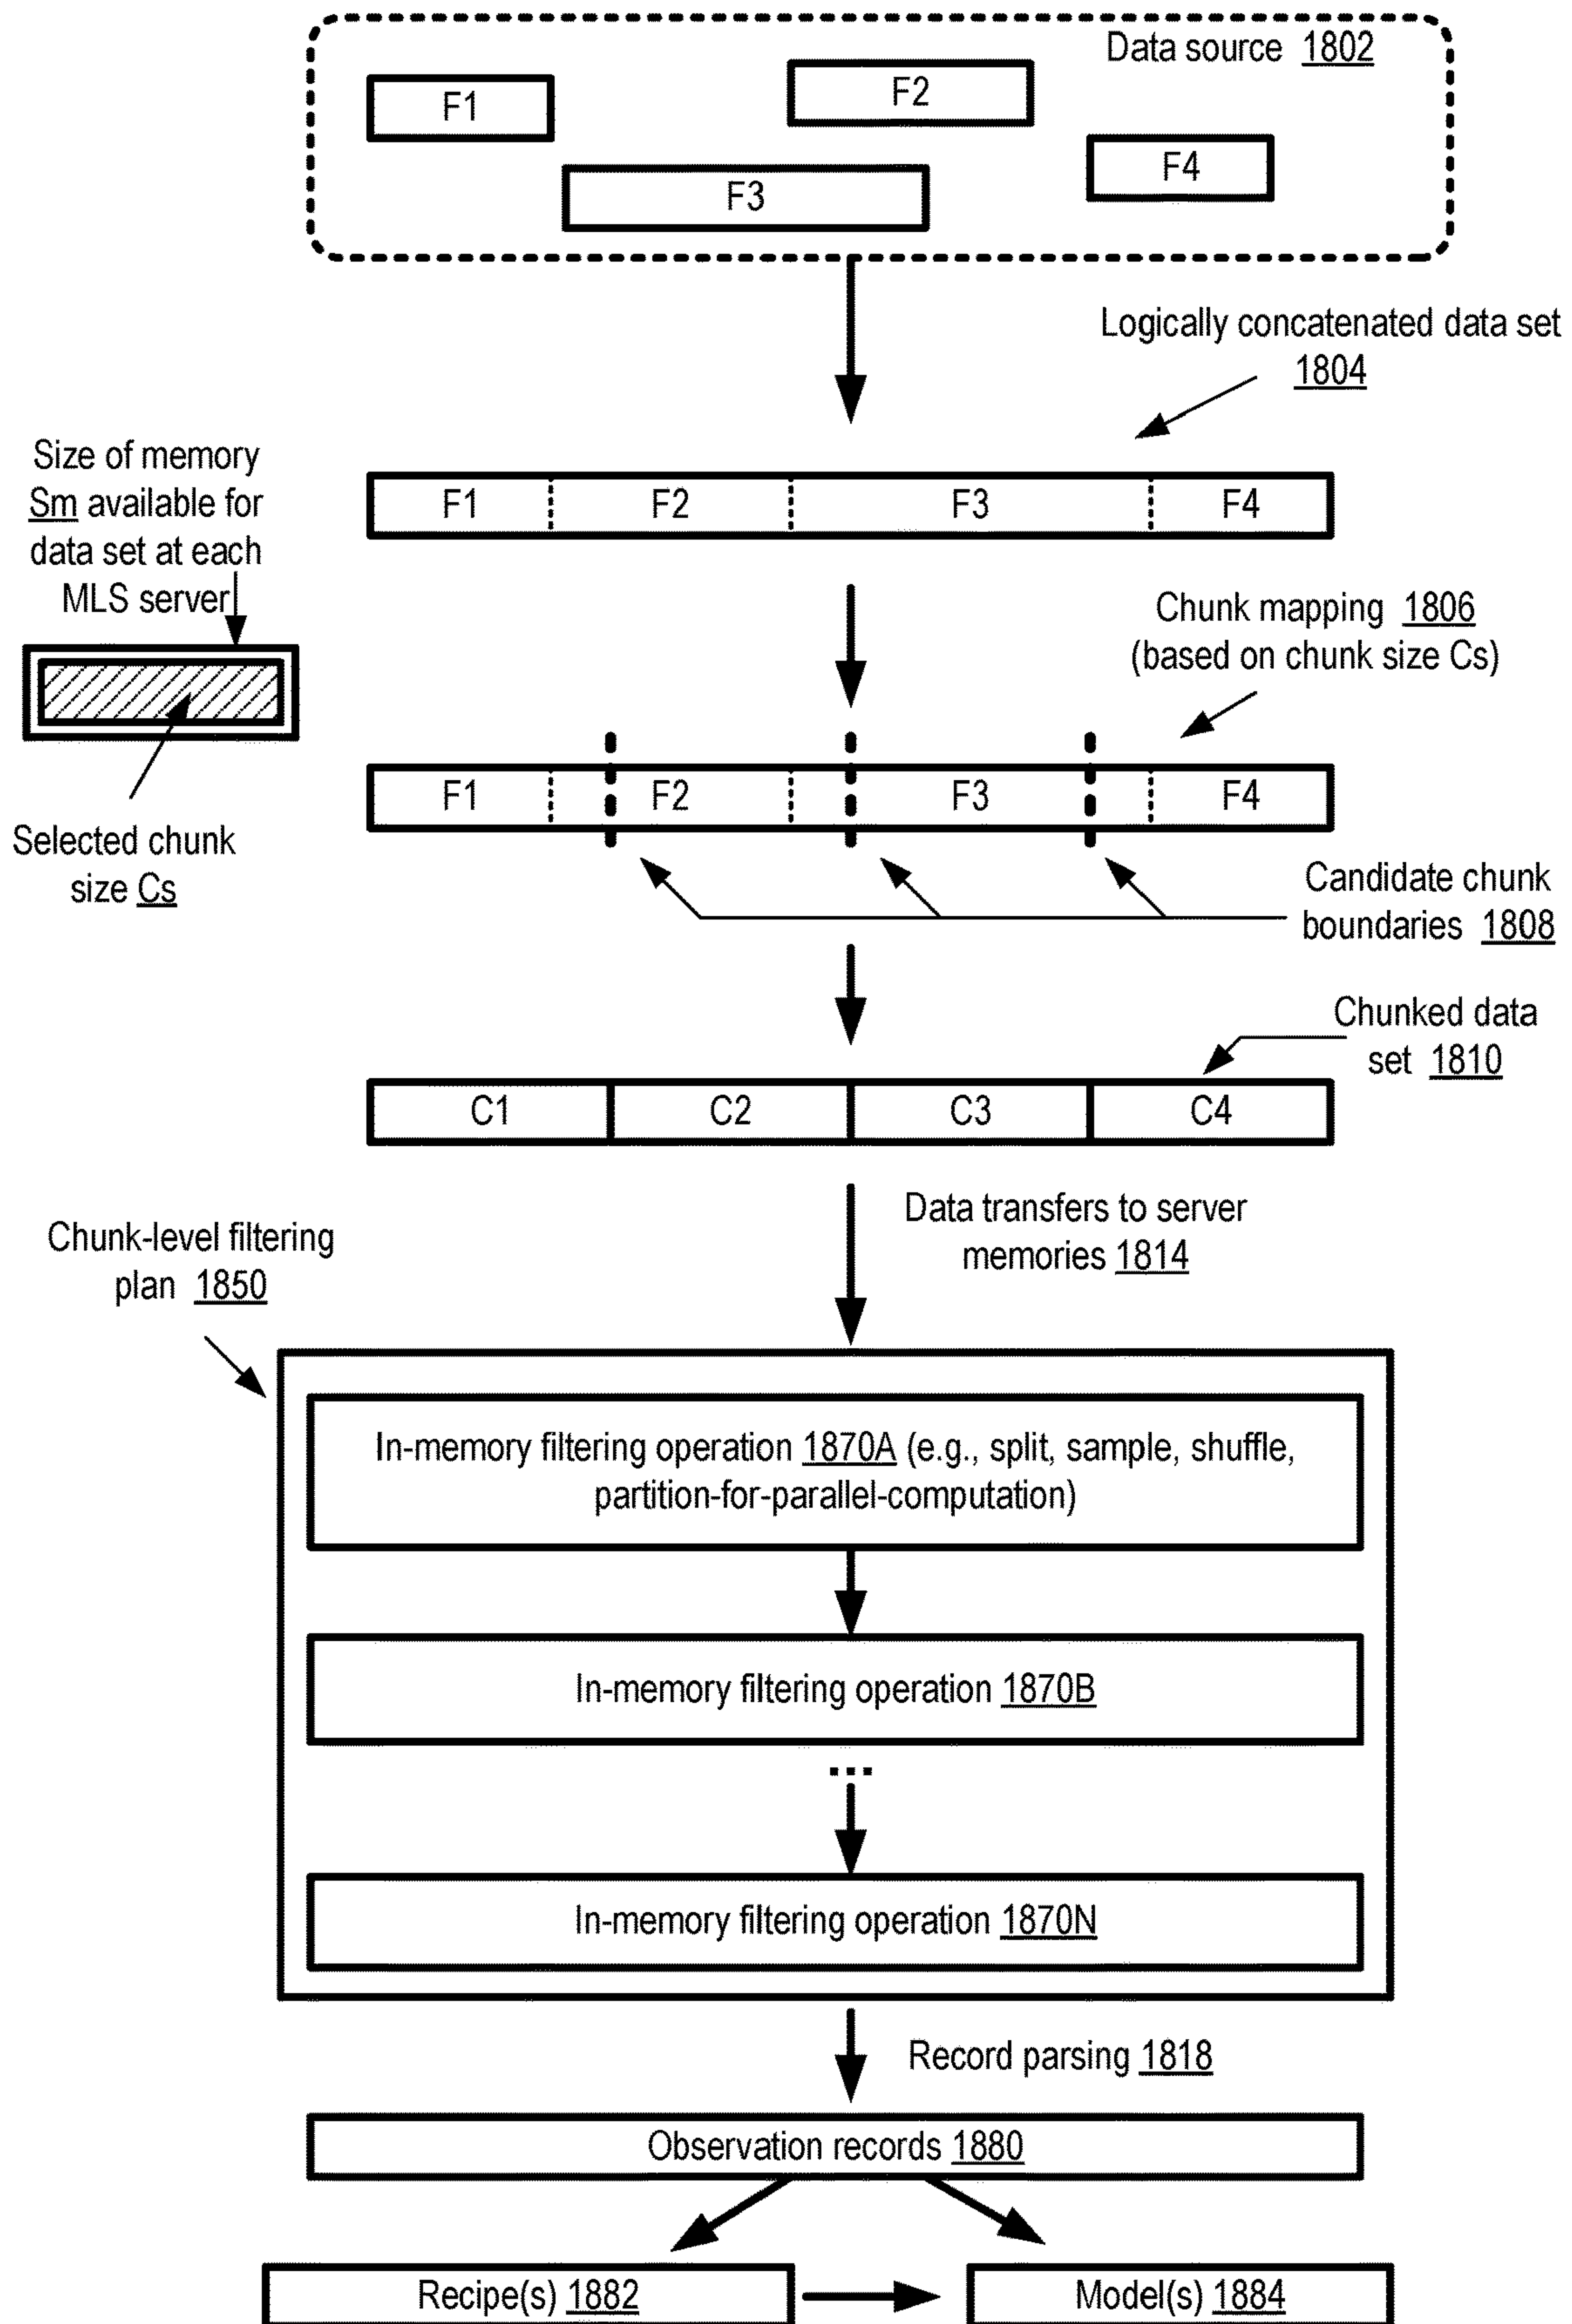 Data source 1802
F1
F2
F3
F4
Logically concatenated data set
1804
F1 F2 F3 F4
Size of memory
Sm available for
data set at each
MLS server
Chunk mapping 1806
(based on chunk size Cs)
F1 F2 F3 F4
Selected chunk
size Cs
Candidate chunk
boundaries 1808
Chunked data
set 1810
C1 C2 C3 C4
Data transfers to server
memories 1814
Chunk-level filtering
plan 1850
In-memory filtering operation 1870A (e.g., split, sample, shuffle,
partition-for-parallel-computation)
In-memory filtering operation 1870B
...
In-memory filtering operation 1870N
Record parsing 1818
Observation records 1880
Recipe(s) 1882
Model(s) 1884